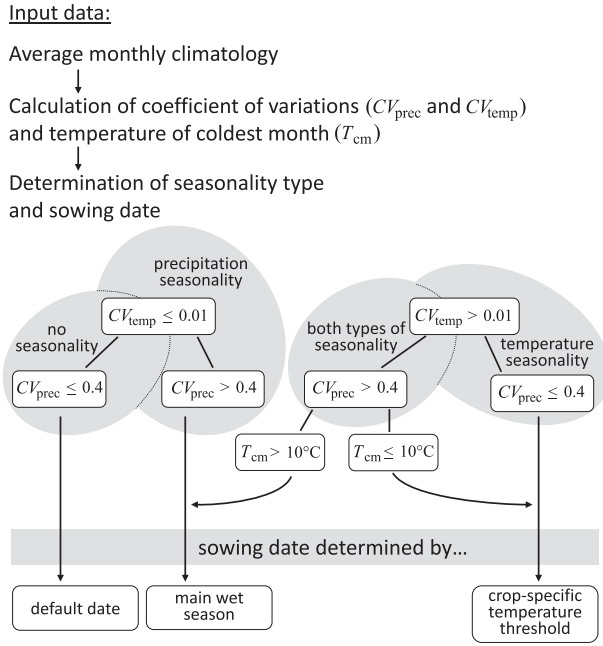 Input data:
Average monthly climatology
Calculation of coefficient of variations (CVprec and CVtemp)
and temperature of coldest month (Tcm)
Determination of seasonality type
and sowing date
precipitation
seasonality
CVtemp ≤ 0.01
no
seasonality
CVprec ≤ 0.4
CVprec > 0.4
CVtemp > 0.01
both types of
seasonality
temperature
seasonality
CVprec > 0.4
CVprec ≤ 0.4
Tcm > 10°C
Tcm ≤ 10°C
sowing date determined by...
default date
main wet
season
crop-specific
temperature
threshold